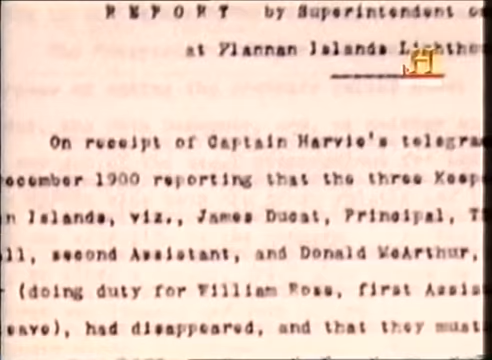 REPORT by Superintendent o
at Flannan Islands Lightho
H
On receipt of Captain Harvie's telegra
ecember 1900 reporting that the three Keep
n Islands, viz., James Ducat, Principal, T
ll, second Assistant, and Donald McArthur,
(doing duty for William Ross, first Assis
eave), had disappeared, and that they must